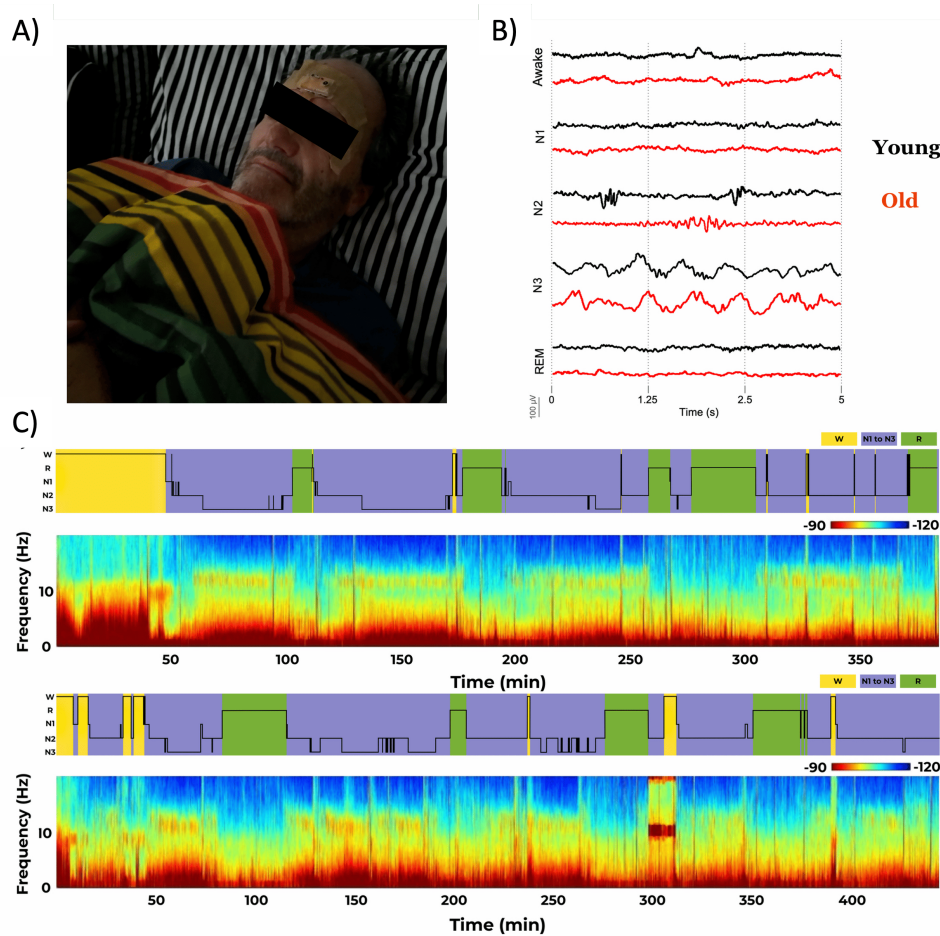 A)
B)
Awake
N1
N2
N3
REM
Young
Old
100 µV
0
1.25
2.5
5
Time (s)
C)
W N1 to N3 R
W
R
N1
N2
N3
-90 -120
Frequency (Hz)
10
0
50 100 150 200 250 300 350
Time (min)
W N1 to N3 R
W
R
N1
N2
N3
-90 -120
Frequency (Hz)
10
0
50 100 150 200 250 300 350 400
Time (min)